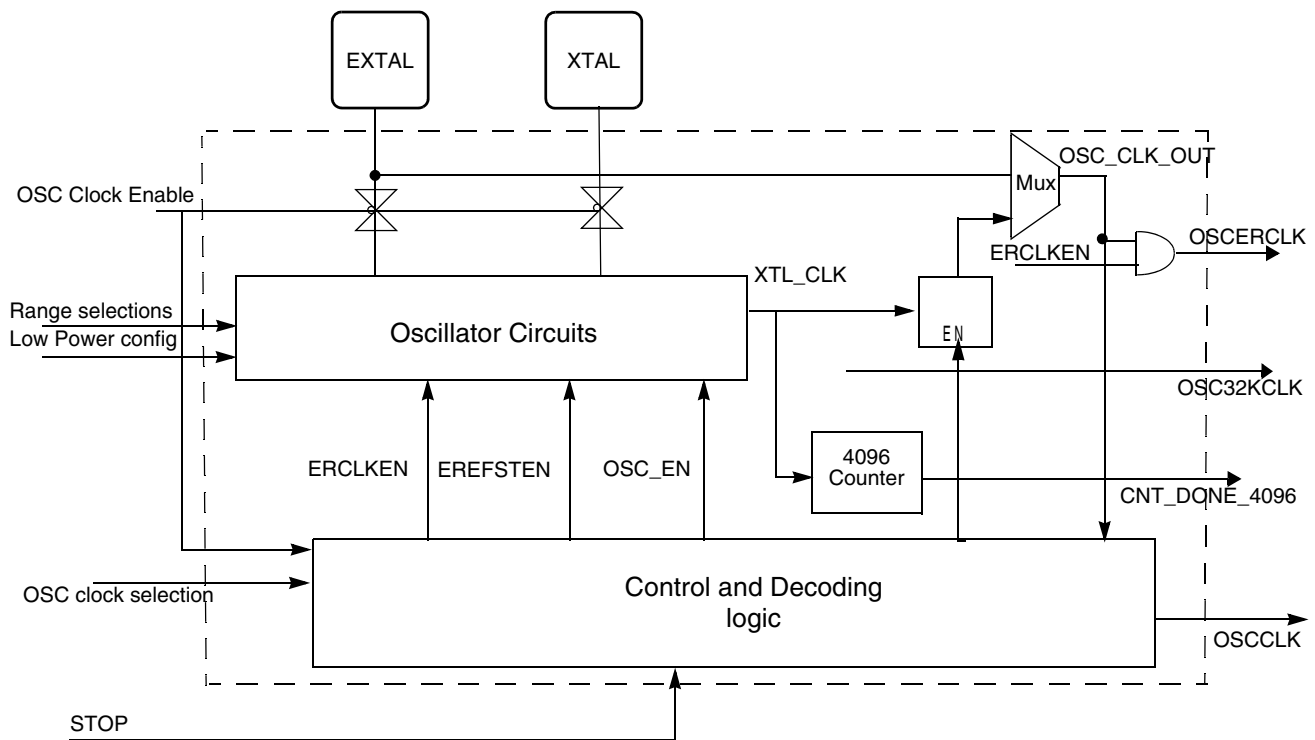 EXTAL
XTAL
OSC_CLK_OUT
Mux
OSC Clock Enable
ERCLKEN
OSCERCLK
XTL_CLK
Range selections
Low Power config
Oscillator Circuits
EN
OSC32KCLK
ERCLKEN
EREFSTEN
OSC_EN
4096
Counter
CNT_DONE_4096
Control and Decoding
logic
OSC clock selection
OSCCLK
STOP